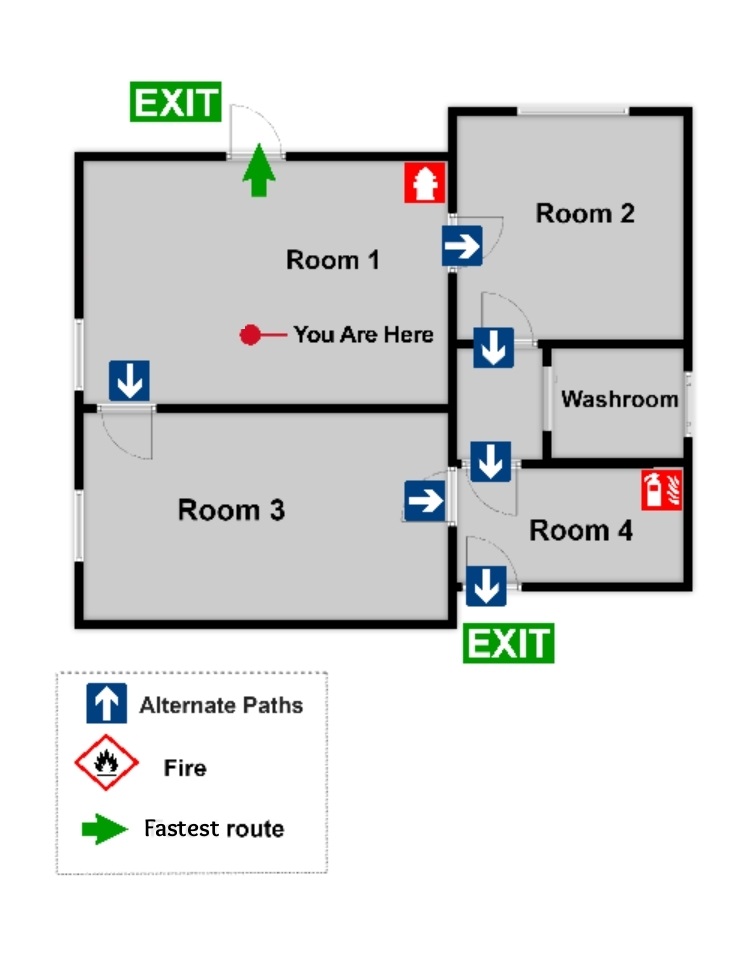 EXIT
Room 2
Room 1
You Are Here
Washroom
Room 3
Room 4
EXIT
Alternate Paths
Fire
Fastest route